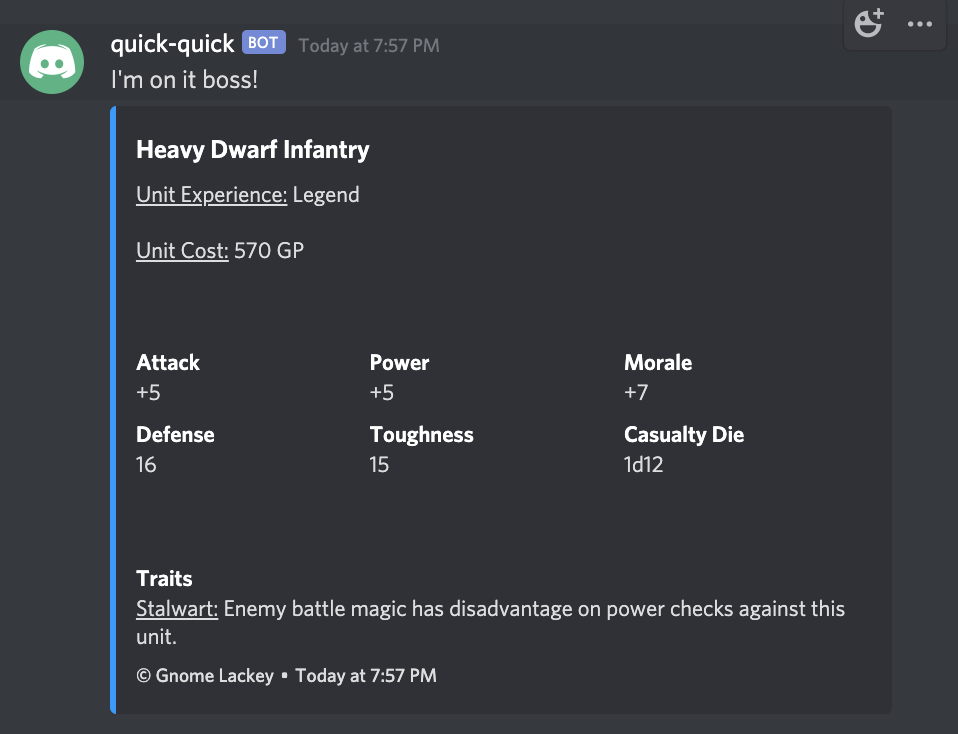 quick-quick BOT Today at 7:57 PM
I'm on it boss!
Heavy Dwarf Infantry
Unit Experience: Legend
Unit Cost: 570 GP
Attack Power Morale
+5 +5 +7
Defense Toughness Casualty Die
16 15 1d12
Traits
Stalwart: Enemy battle magic has disadvantage on power checks against this
unit.
© Gnome Lackey • Today at 7:57 PM